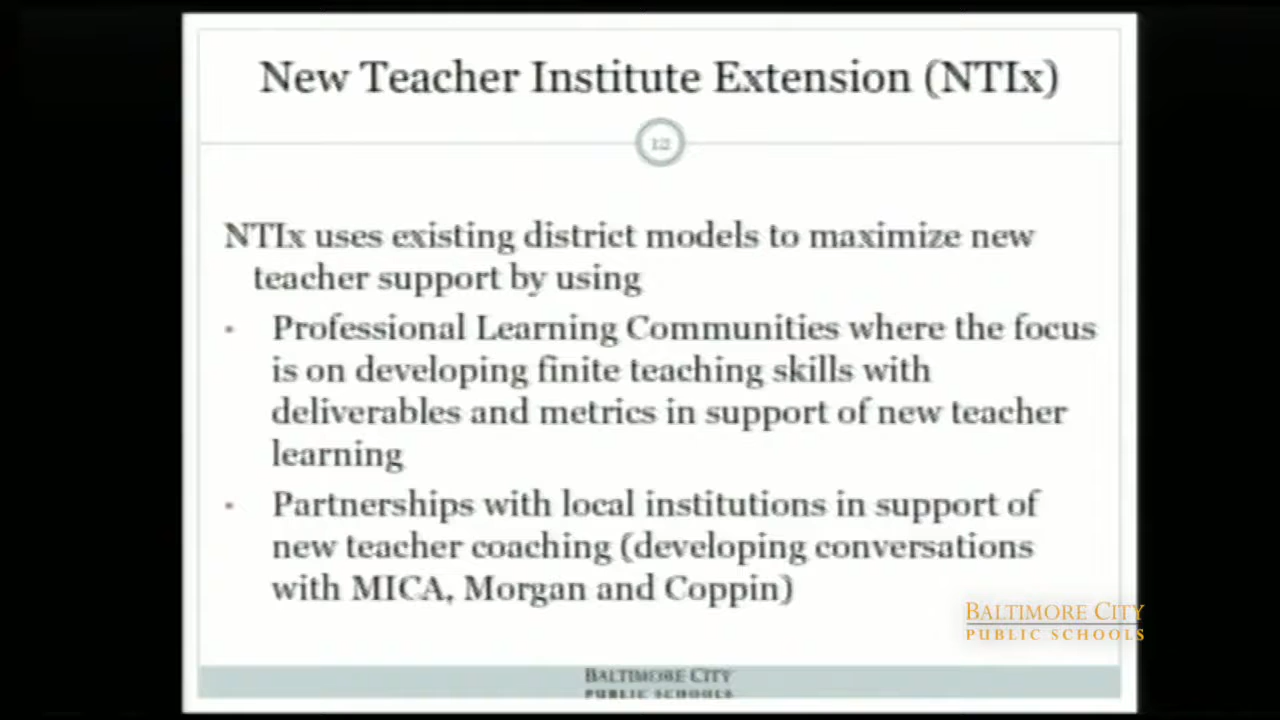 New Teacher Institute Extension (NTIx)
12
NTIx uses existing district models to maximize new
teacher support by using
• Professional Learning Communities where the focus
is on developing finite teaching skills with
deliverables and metrics in support of new teacher
learning
• Partnerships with local institutions in support of
new teacher coaching (developing conversations
with MICA, Morgan and Coppin)
BALTIMORE CITY
PUBLIC SCHOOLS
BALTIMORE CITY
PUBLIC SCHOOLS